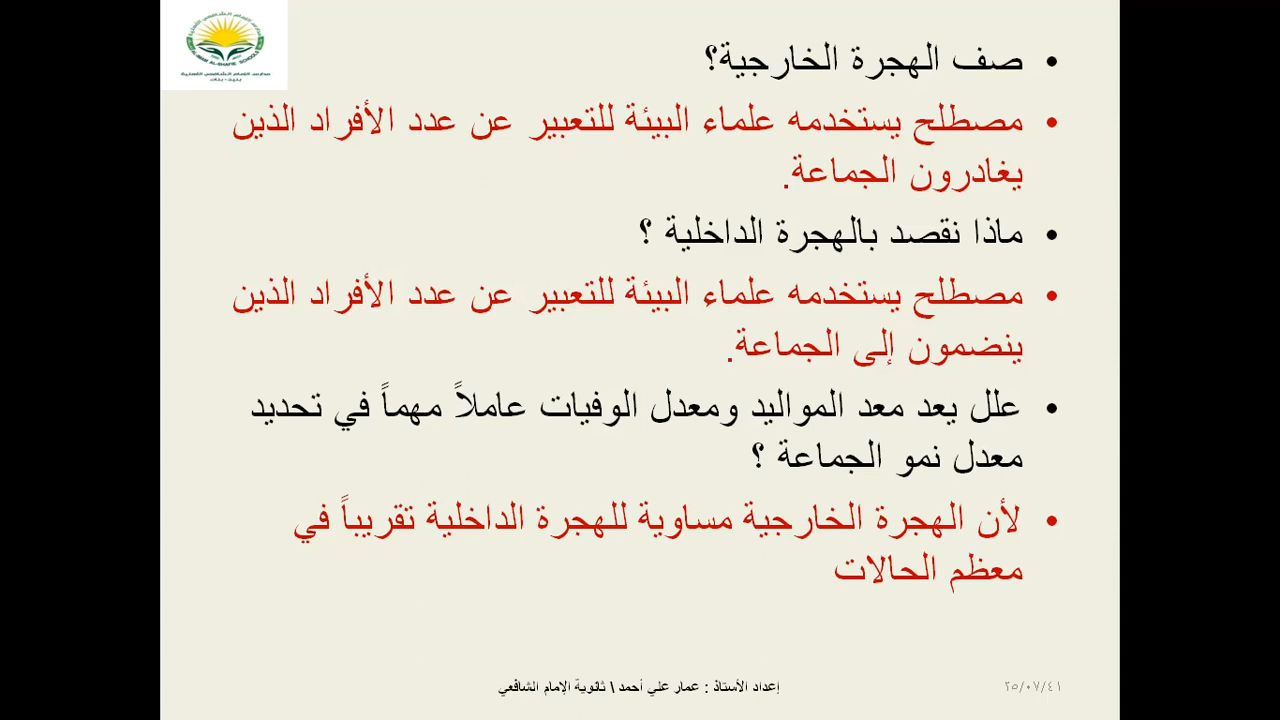 • صف الهجرة الخارجية؟
• مصطلح يستخدمه علماء البيئة للتعبير عن عدد الأفراد الذين
يغادرون الجماعة.
• ماذا نقصد بالهجرة الداخلية ؟
• مصطلح يستخدمه علماء البيئة للتعبير عن عدد الأفراد الذين
ينضمون إلى الجماعة.
• علل يعد معد المواليد ومعدل الوفيات عاملاً مهماً في تحديد
معدل نمو الجماعة ؟
• لأن الهجرة الخارجية مساوية للهجرة الداخلية تقريباً في
معظم الحالات
إعداد الأستاذ : عمار علي أحمد \ ثانوية الإمام الشافعي
٢٥/٠٧/٤١